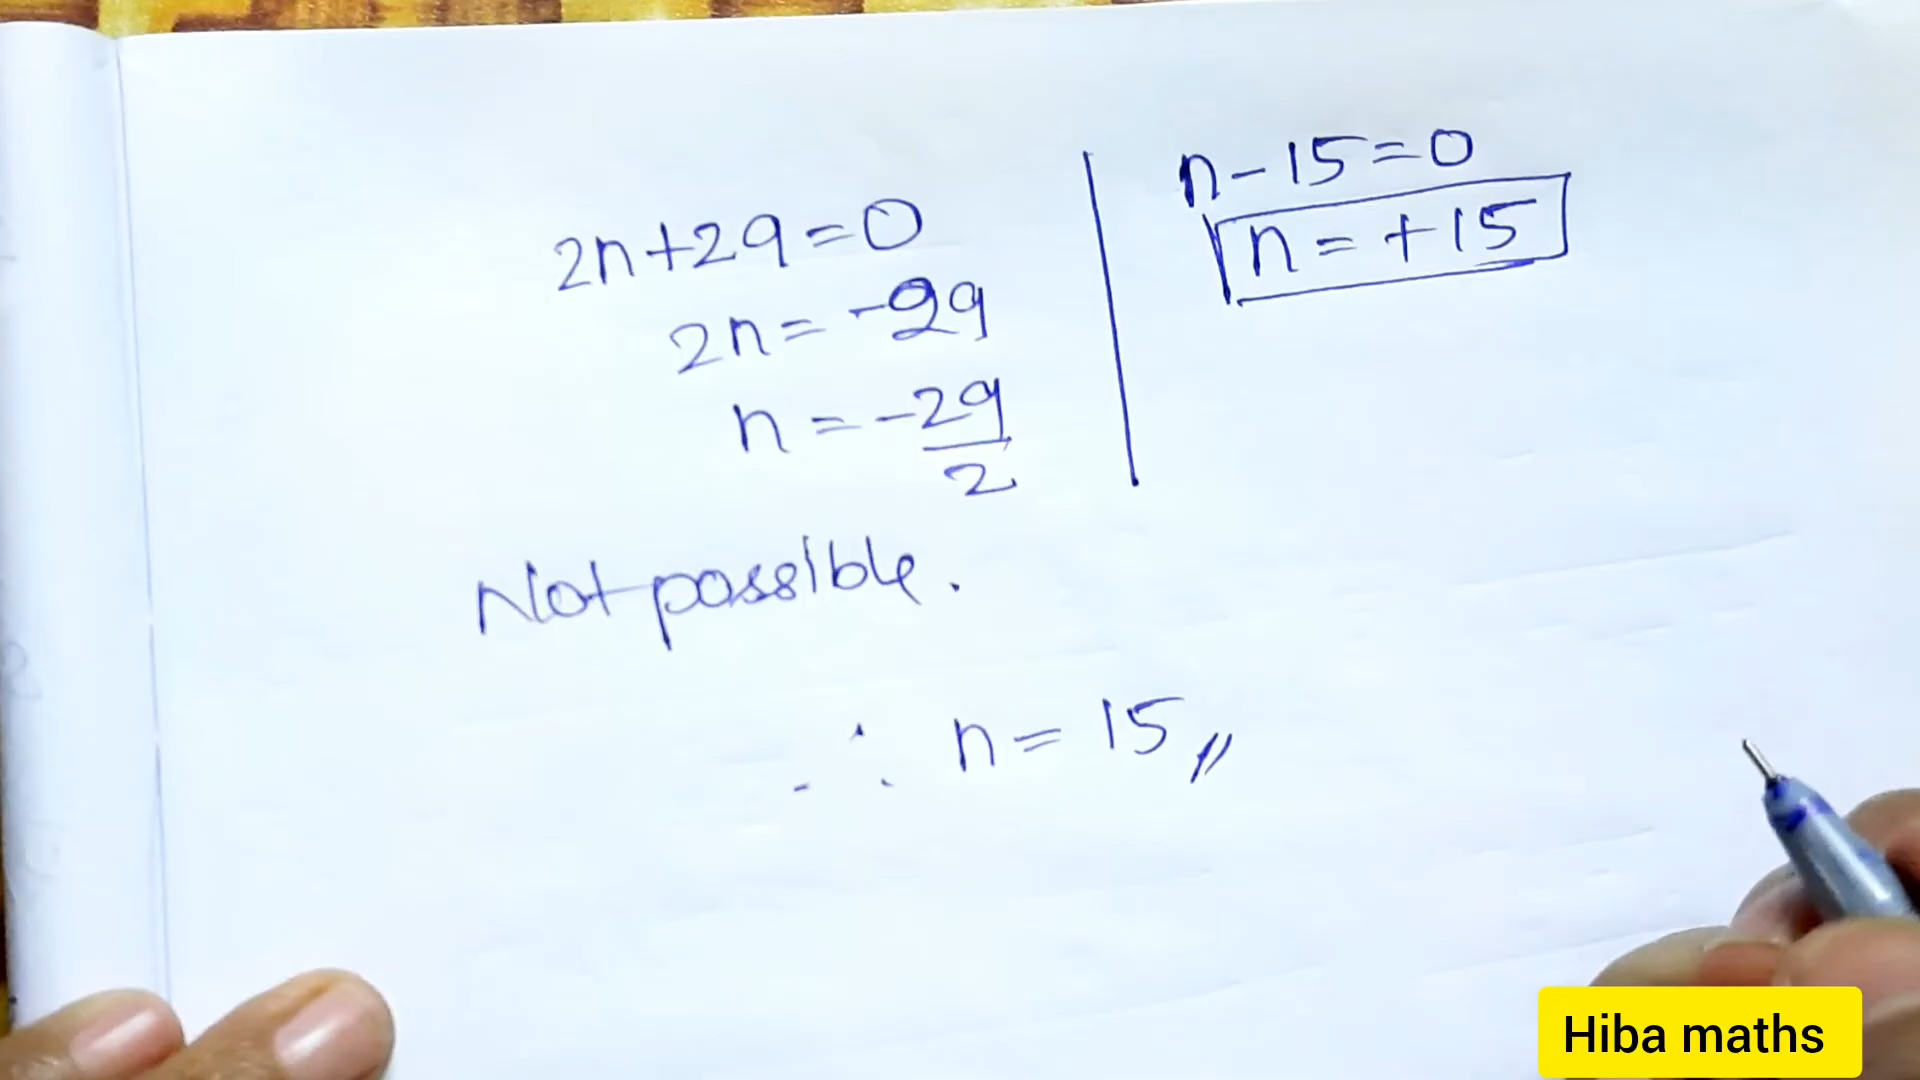 2n+29=0
2n=-29
n=-29/2
Not possible.
n-15=0
n=+15
∴ n=15
Hiba maths